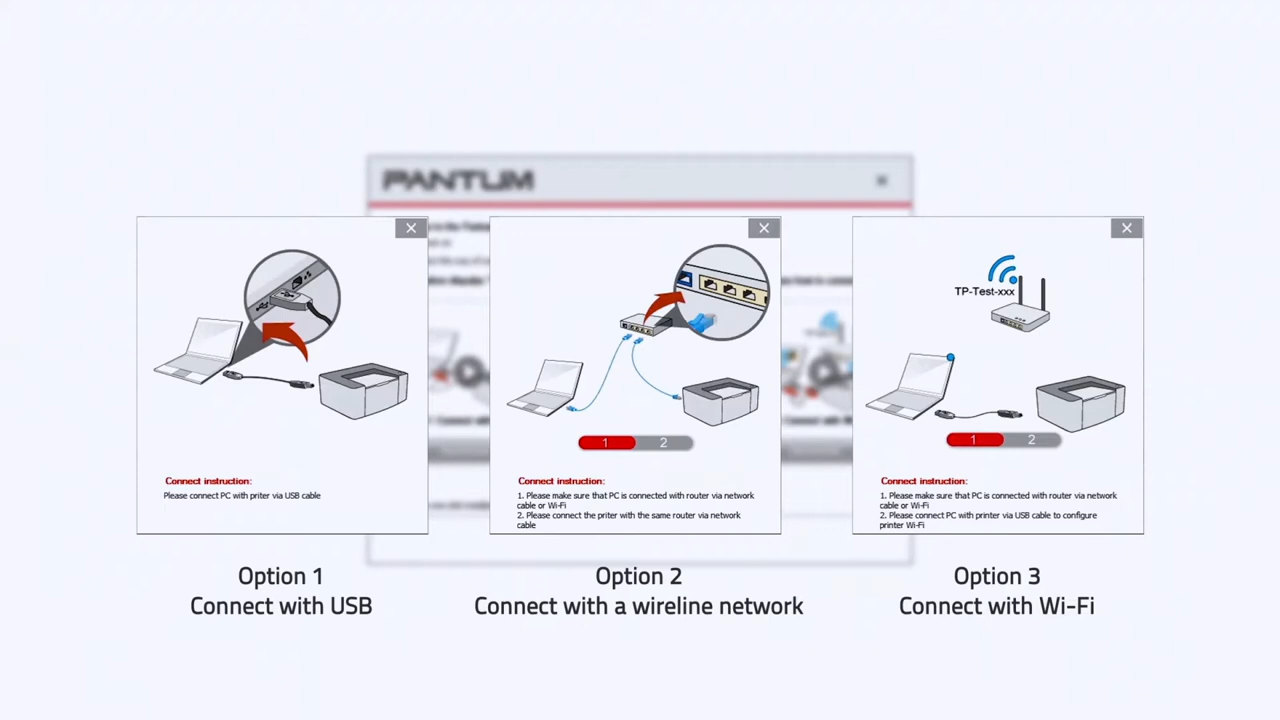 PANTUM
Connect instruction:
Please connect PC with priter via USB cable
Option 1
Connect with USB
1
2
Connect instruction:
1. Please make sure that PC is connected with router via network
cable or Wi-Fi
2. Please connect the priter with the same router via network
cable
Option 2
Connect with a wireline network
TP-Test-xxx
1
2
Connect instruction:
1. Please make sure that PC is connected with router via network
cable or Wi-Fi
2. Please connect PC with printer via USB cable to configure
printer Wi-Fi
Option 3
Connect with Wi-Fi